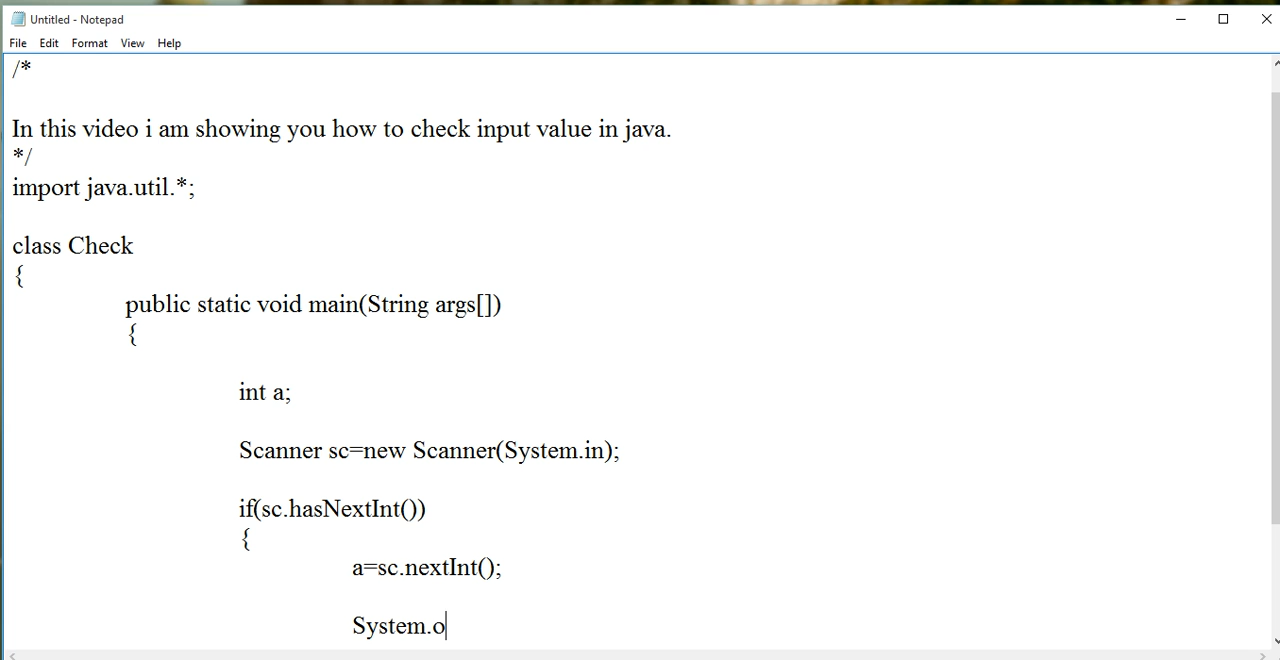 Untitled - Notepad
File Edit Format View Help
/*
In this video i am showing you how to check input value in java.
*/
import java.util.*;
class Check
{
public static void main(String args[])
{
int a;
Scanner sc=new Scanner(System.in);
if(sc.hasNextInt())
{
a=sc.nextInt();
System.o